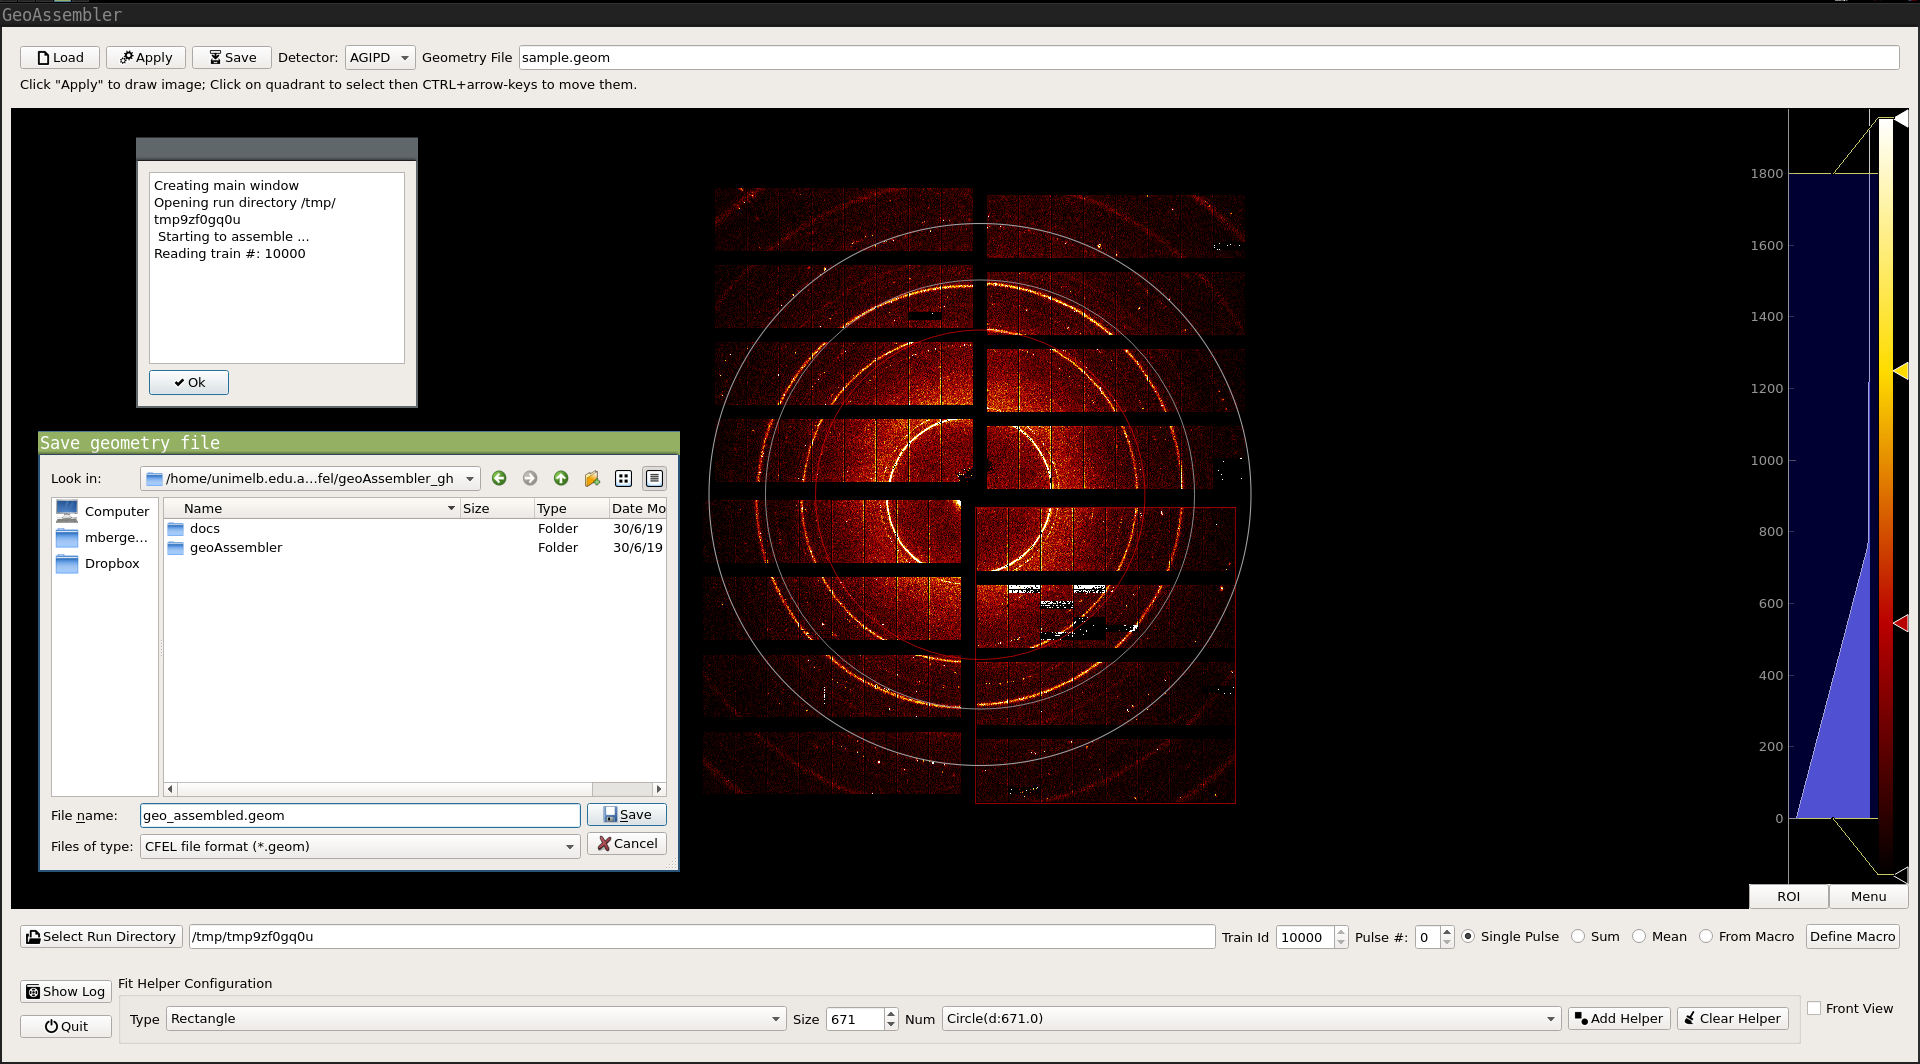 GeoAssembler
Load Apply Save Detector: AGIPD Geometry File sample.geom
Click "Apply" to draw image; Click on quadrant to select then CTRL+arrow-keys to move them.
Creating main window
Opening run directory /tmp/
tmp9zf0gq0u
Starting to assemble ...
Reading train #: 10000
Ok
Save geometry file
Look in: /home/unimelb.edu.a...fel/geoAssembler_gh
Computer
mberge...
Dropbox
Name Size Type Date Mo
docs Folder 30/6/19
geoAssembler Folder 30/6/19
File name: geo_assembled.geom Save
Files of type: CFEL file format (*.geom) Cancel
1800
1600
1400
1200
1000
800
600
400
200
0
ROI Menu
Select Run Directory /tmp/tmp9zf0gq0u Train Id 10000 Pulse #: 0 Single Pulse Sum Mean From Macro Define Macro
Show Log Fit Helper Configuration
Quit Type Rectangle Size 671 Num Circle(d:671.0) Add Helper Clear Helper Front View